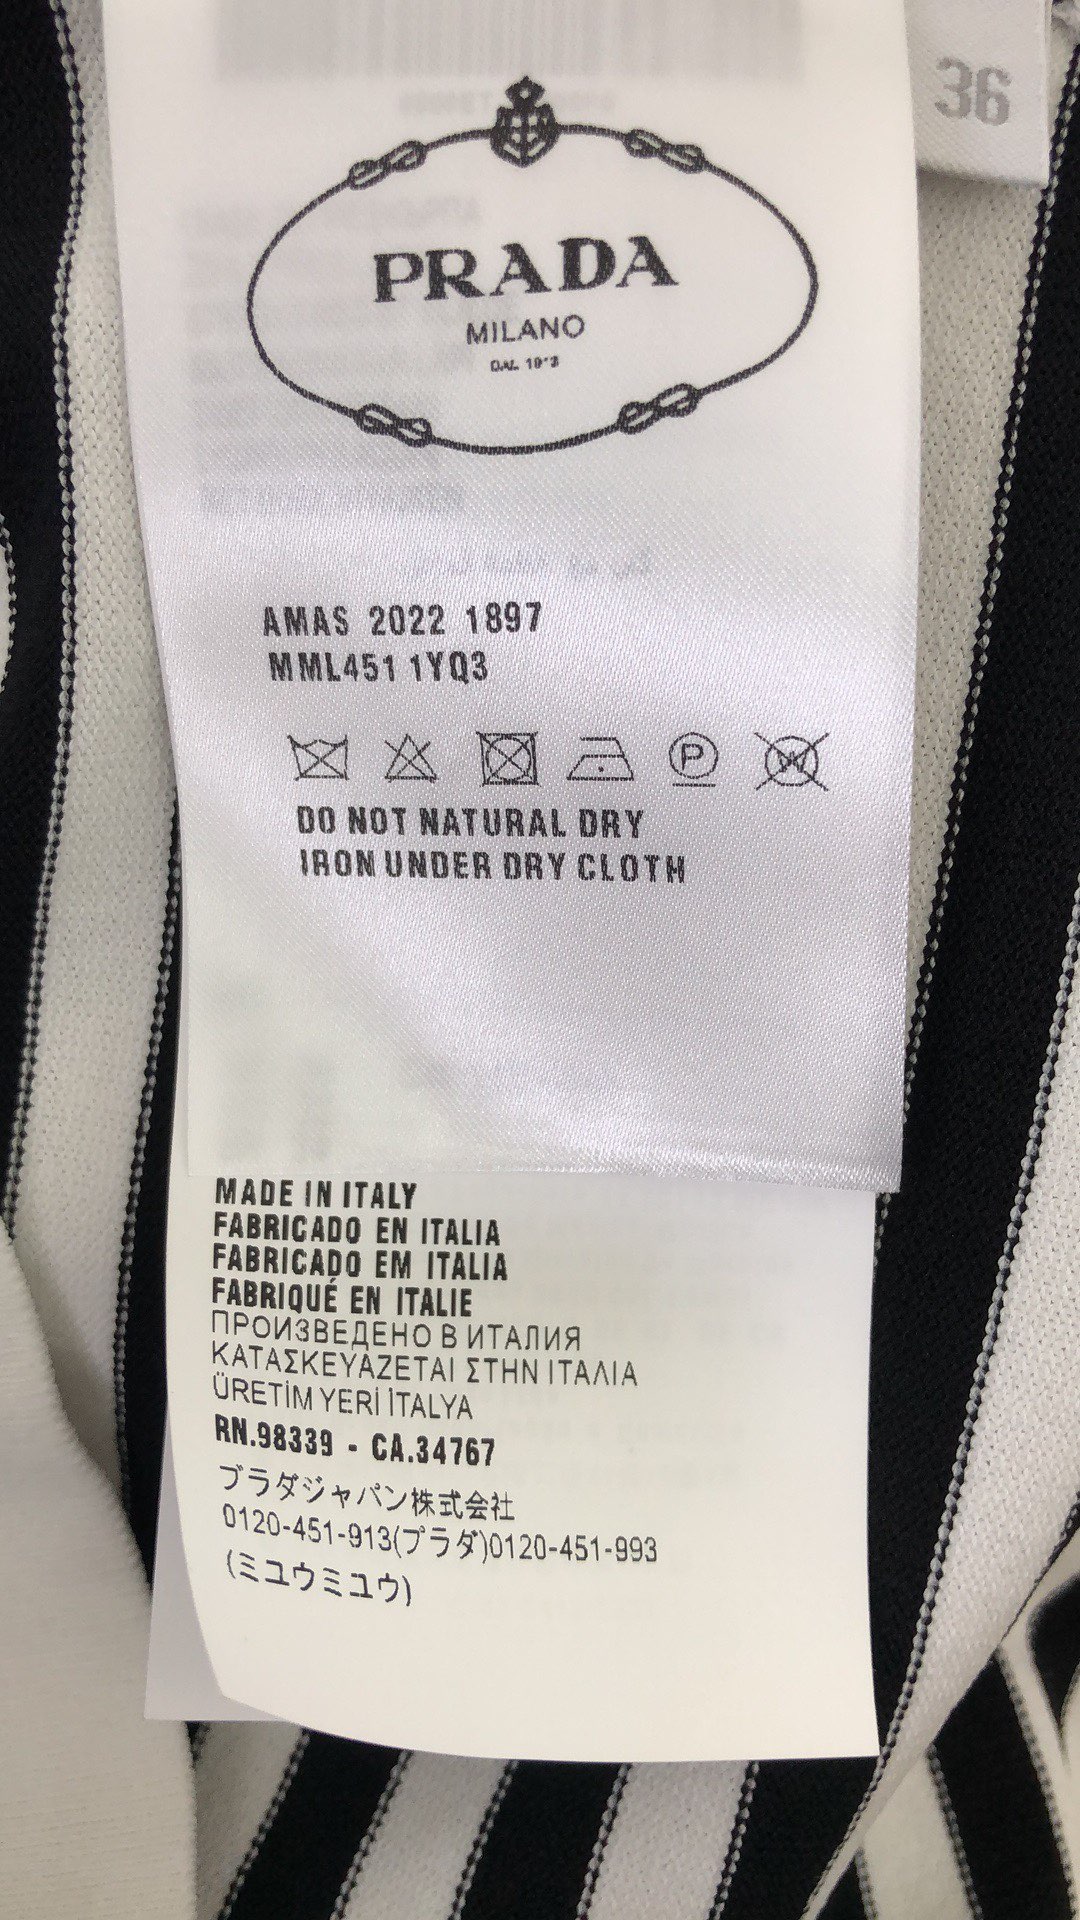 36
PRADA
MILANO
DAL 1913
AMAS 2022 1897
MML451 1YQ3
P
W
DO NOT NATURAL DRY
IRON UNDER DRY CLOTH
MADE IN ITALY
FABRICADO EN ITALIA
FABRICADO EM ITALIA
FABRIQUÉ EN ITALIE
ПРОИЗВЕДЕНО В ИТАЛИЯ
ΚΑΤΑΣΚΕΥΑΖΕΤΑΙ ΣΤΗΝ ΙΤΑΛΙΑ
ÜRETİM YERİ İTALYA
RN.98339 - CA.34767
プラダジャパン株式会社
0120-451-913(プラダ)0120-451-993
(ミユウミユウ)